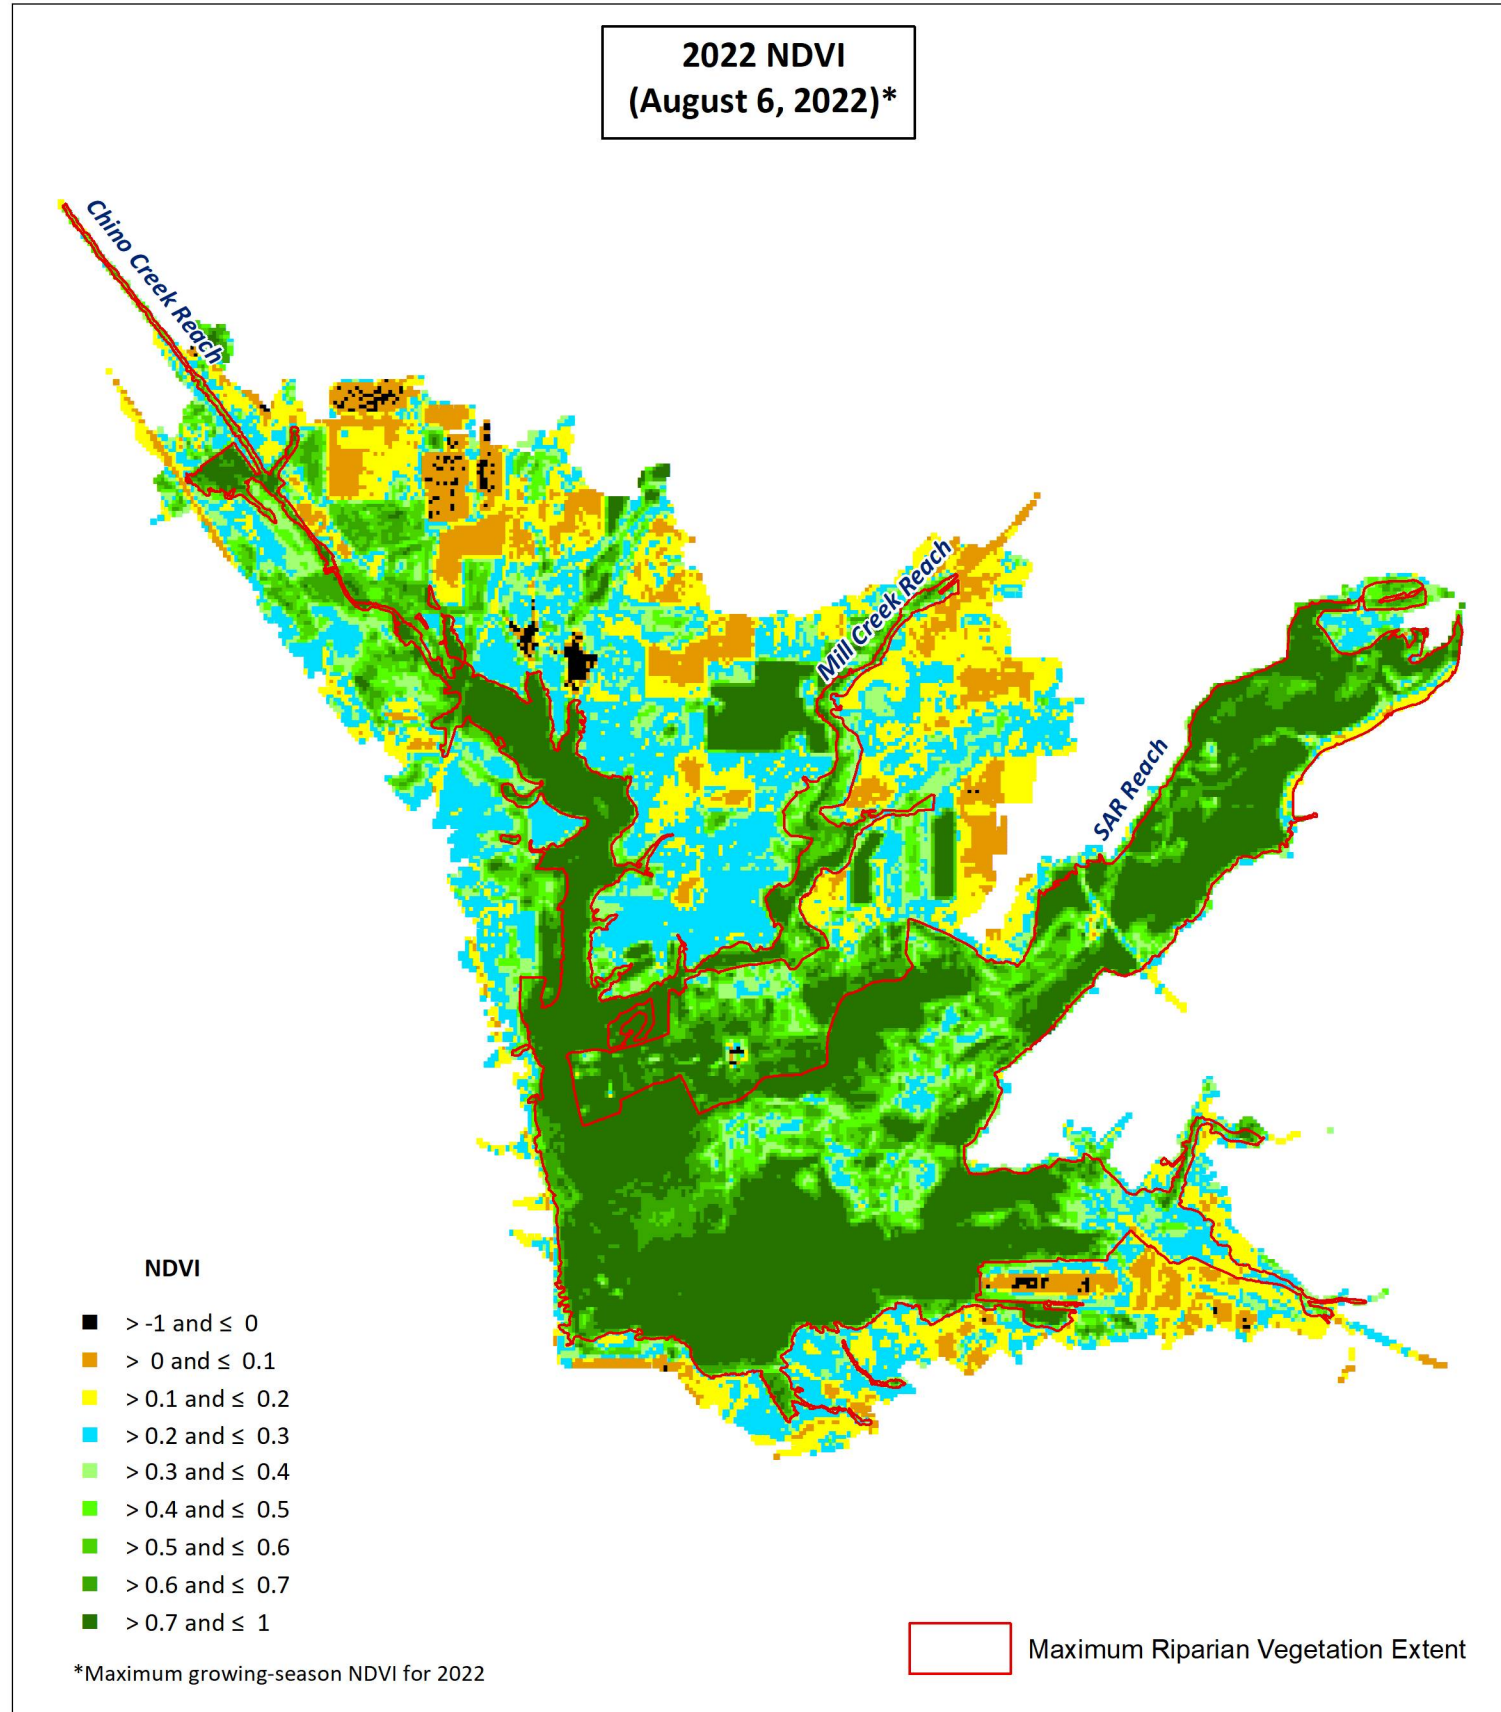 2022 NDVI
(August 6, 2022)*
Chino Creek Reach
Mill Creek Reach
SAR Reach
NDVI
> -1 and ≤ 0
> 0 and ≤ 0.1
> 0.1 and ≤ 0.2
> 0.2 and ≤ 0.3
> 0.3 and ≤ 0.4
> 0.4 and ≤ 0.5
> 0.5 and ≤ 0.6
> 0.6 and ≤ 0.7
> 0.7 and ≤ 1
*Maximum growing-season NDVI for 2022
Maximum Riparian Vegetation Extent